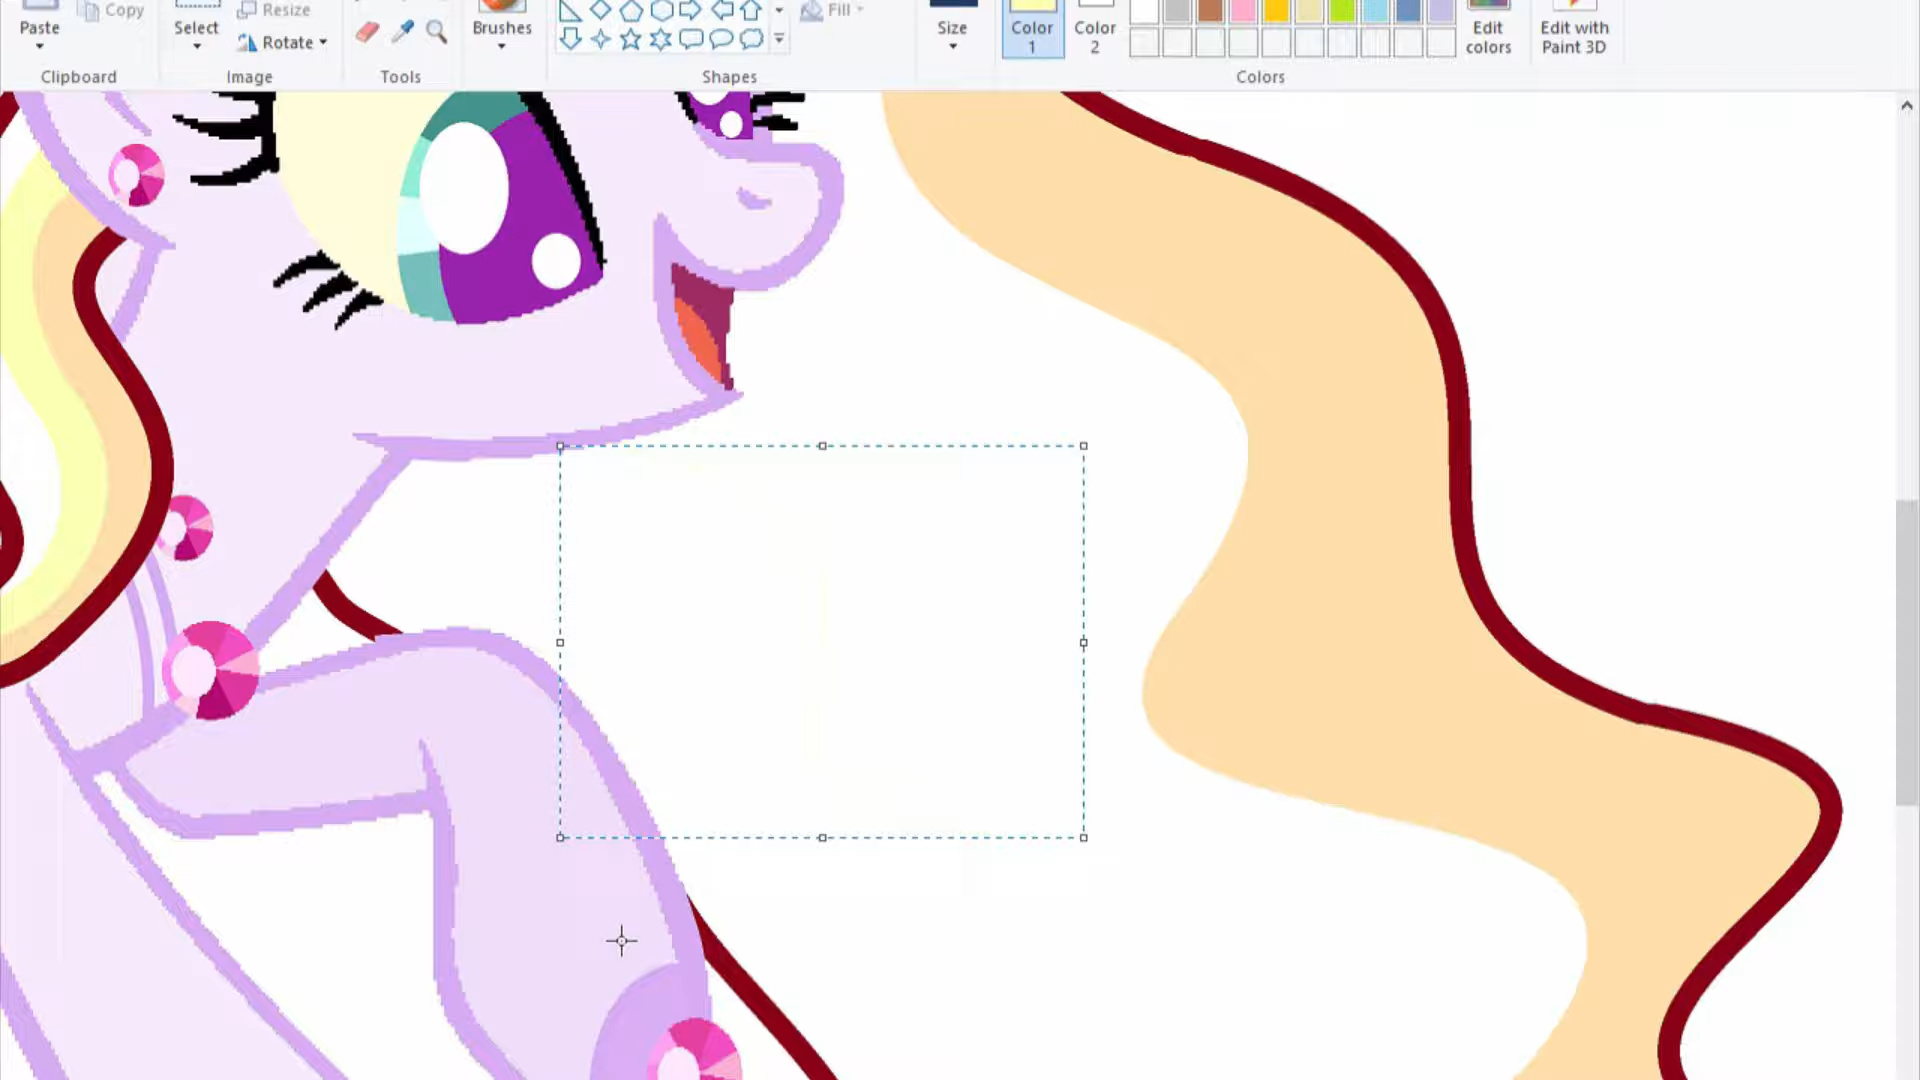 Paste
Copy
Select
Resize
Rotate
Brushes
Fill
Size
Color 1
Color 2
Edit colors
Edit with Paint 3D
Clipboard
Image
Tools
Shapes
Colors